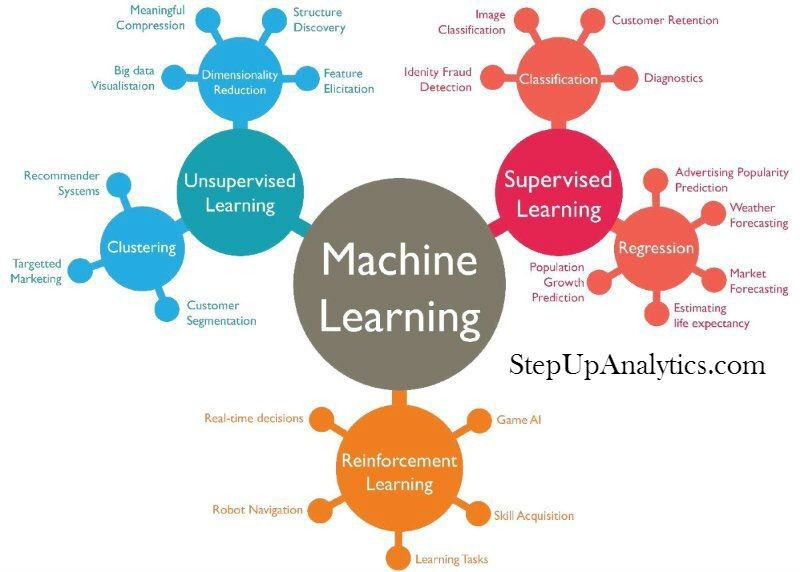 Meaningful
Compression
Structure
Discovery
Big data
Visualistaion
Dimensionality
Reduction
Feature
Elicitation
Image
Classification
Customer Retention
Idenity Fraud
Detection
Classification
Diagnostics
Recommender
Systems
Unsupervised
Learning
Clustering
Targetted
Marketing
Customer
Segmentation
Machine
Learning
Supervised
Learning
Advertising Popularity
Prediction
Weather
Forecasting
Regression
Population
Growth
Prediction
Market
Forecasting
Estimating
life expectancy
StepUpAnalytics.com
Real-time decisions
Game AI
Reinforcement
Learning
Robot Navigation
Skill Acquisition
Learning Tasks